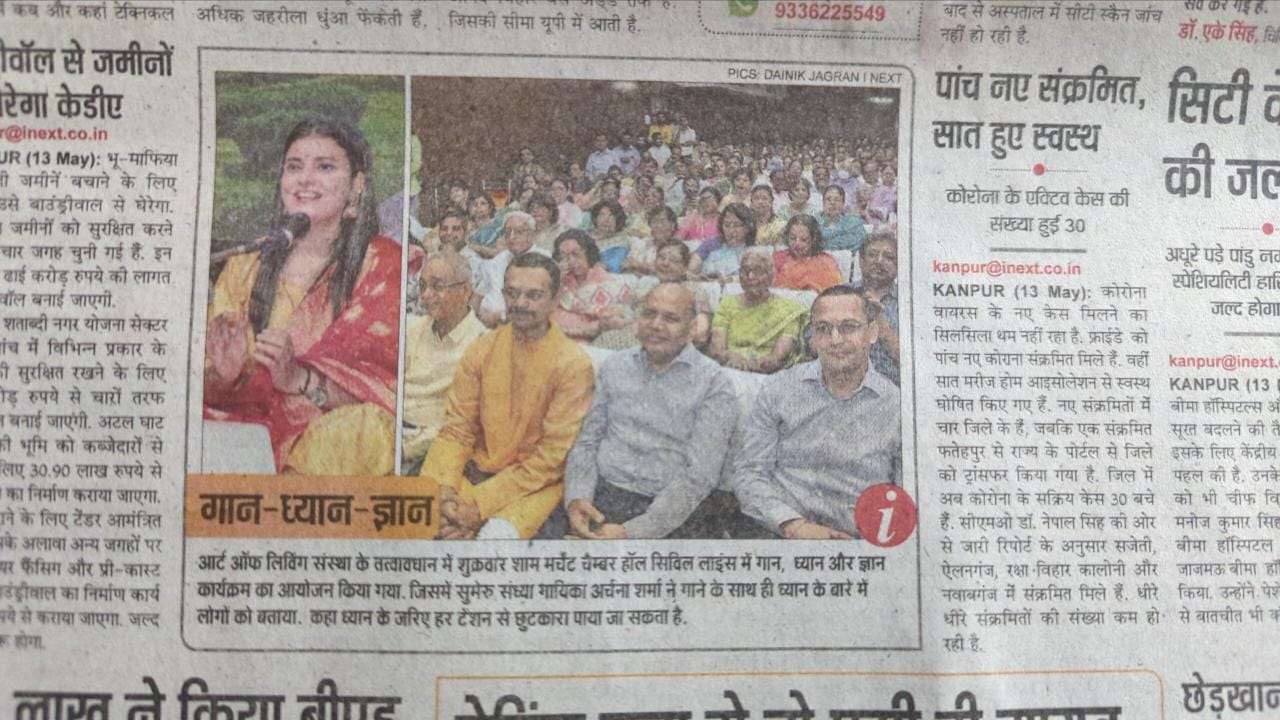 कब और कहां टेक्निकल
वॉल से जमीनों
रेगा केडीए
r@inext.co.in
UR (13 May): भू-माफिया
जमीनें बचाने के लिए
उसे बाउंड्रीवाल से घेरेगा.
जमीनों को सुरक्षित करने
चार जगह चुनी गई हैं. इन
ढाई करोड़ रुपये की लागत
वॉल बनाई जाएगी.
शताब्दी नगर योजना सेक्टर
पांच में विभिन्न प्रकार के
सुरक्षित रखने के लिए
रुपये से चारों तरफ
बनाई जाएंगी. अटल घाट
की भूमि को कब्जेदारों से
लिए 30.90 लाख रुपये से
का निर्माण कराया जाएगा.
के लिए टेंडर आमंत्रित
के अलावा अन्य जगहों पर
फेंसिंग और प्री-कास्ट
बाउंड्रीवाल का निर्माण कार्य
से कराया जाएगा. जल्द
होगा.
अधिक जहरीला धुंआ फेंकती हैं.
जिसकी सीमा यूपी में आती है.
9336225549
PICS: DAINIK JAGRAN I NEXT
गान-ध्यान-ज्ञान
i
आर्ट ऑफ लिविंग संस्था के तत्वावधान में शुक्रवार शाम मर्चेंट चैम्बर हॉल सिविल लाइंस में गान, ध्यान और ज्ञान
कार्यक्रम का आयोजन किया गया. जिसमें सुमेरु संध्या गायिका अर्चना शर्मा ने गाने के साथ ही ध्यान के बारे में
लोगों को बताया. कहा ध्यान के जरिए हर टेंशन से छुटकारा पाया जा सकता है.
बाद से अस्पताल में सीटी स्कैन जांच
नहीं हो रही है.
पांच नए संक्रमित,
सात हुए स्वस्थ
कोरोना के एक्टिव केस की
संख्या हुई 30
kanpur@inext.co.in
KANPUR (13 May): कोरोना
वायरस के नए केस मिलने का
सिलसिला थम नहीं रहा है. फ्राईडे को
पांच नए कोराना संक्रमित मिले हैं. वहीं
सात मरीज होम आइसोलेशन से स्वस्थ
घोषित किए गए हैं. नए संक्रमितों में
चार जिले के हैं, जबकि एक संक्रमित
फतेहपुर से राज्य के पोर्टल से जिले
को ट्रांसफर किया गया है. जिल में
अब कोरोना के सक्रिय केस 30 बचे
हैं. सीएमओ डॉ. नेपाल सिंह की ओर
से जारी रिपोर्ट के अनुसार सजेती,
ऐलनगंज, रक्षा विहार कालोनी और
नवाबगंज में संक्रमित मिले हैं. धीरे
धीरे संक्रमितों की संख्या कम हो
रही है.
डॉ. एके सिंह,
सिटी
की
अधूरे पड़े पांडु
स्पेशियलिटी
जल्द होगा
kanpur@inext.
KANPUR (13
बीमा हॉस्पिटल्स
सूरत बदलने की
इसके लिए केंद्रीय
पहल की है. उनके
को भी चीफ
मनोज कुमार सिंह
बीमा हॉस्पिटल
जाजमऊ बीमा
किया. उन्होंने
से बातचीत भी
लाख ने किया
छेड़खान